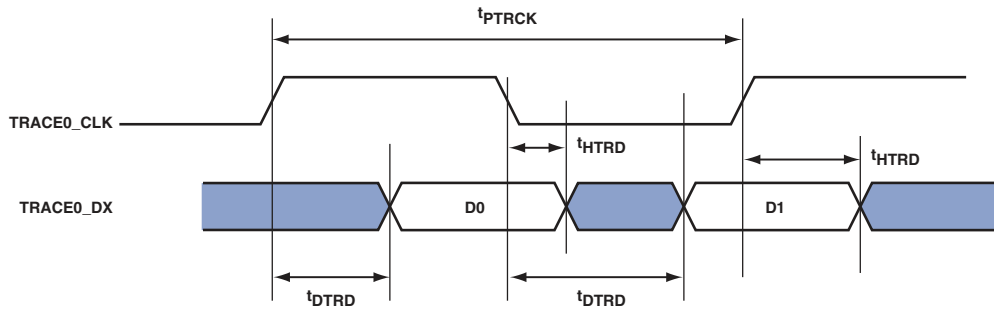 tPTRCK
TRACE0_CLK
tHTRD
tHTRD
TRACE0_DX
D0
D1
tDTRD
tDTRD